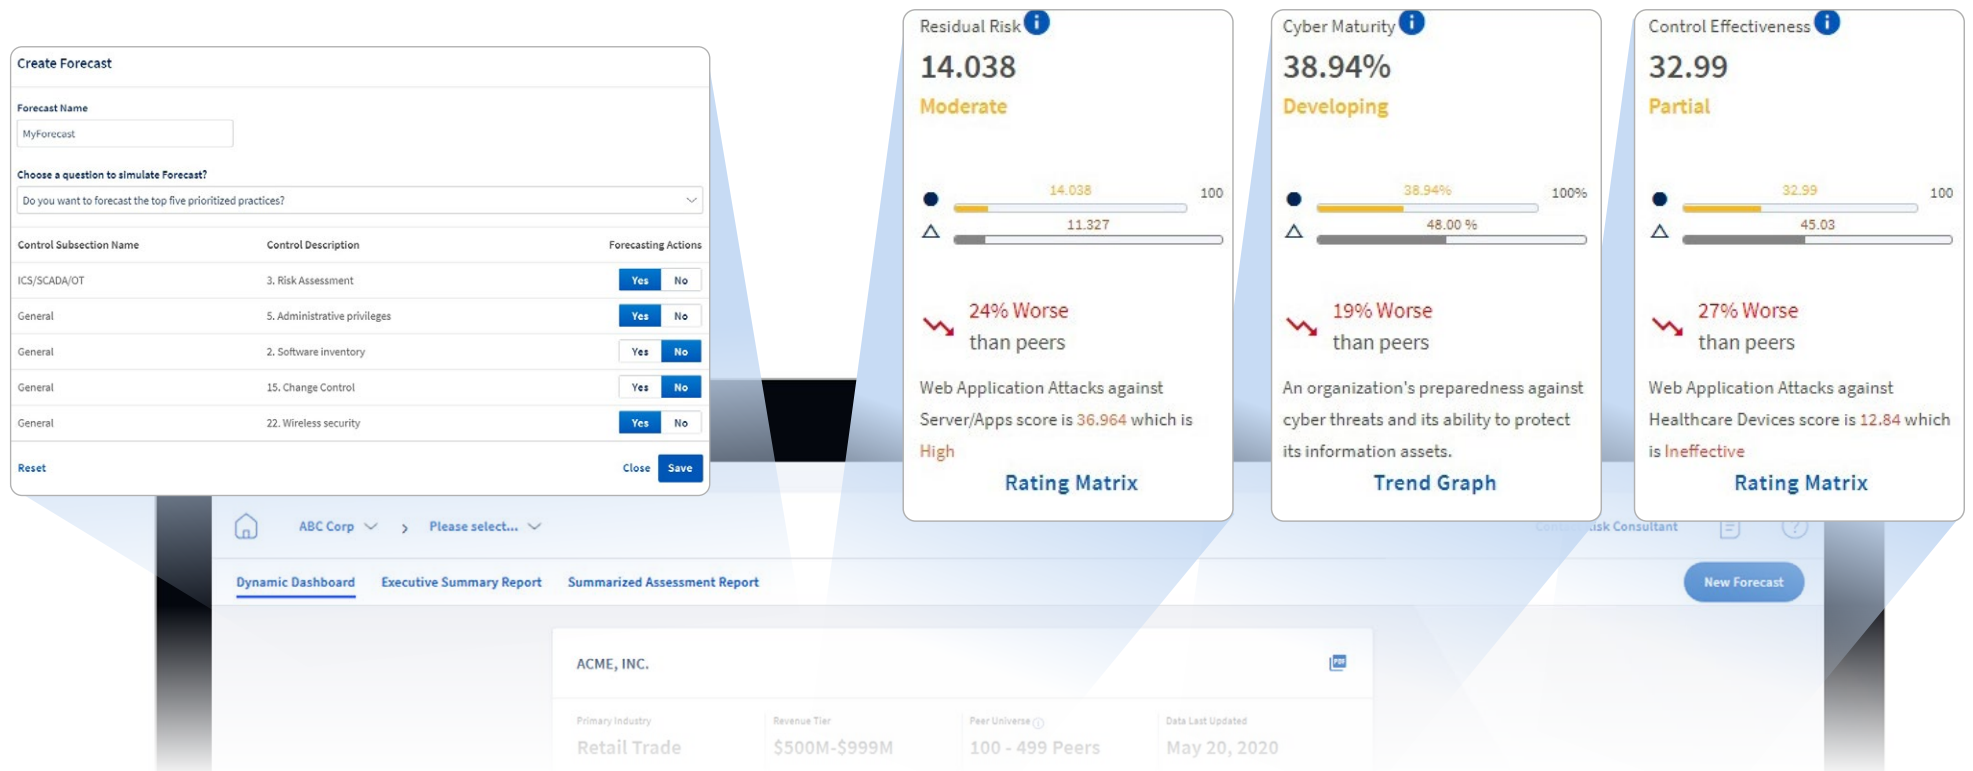 Create Forecast
Forecast Name
MyForecast
Choose a question to simulate Forecast?
Do you want to forecast the top five prioritized practices?
Control Subsection Name Control Description Forecasting Actions
ICS/SCADA/OT 3. Risk Assessment Yes No
General 5. Administrative privileges Yes No
General 2. Software inventory Yes No
General 15. Change Control Yes No
General 22. Wireless security Yes No
Reset Close Save
Residual Risk i
14.038
Moderate
14.038 100
11.327
24% Worse
than peers
Web Application Attacks against
Server/Apps score is 36.964 which is
High
Rating Matrix
Cyber Maturity i
38.94%
Developing
38.94% 100%
48.00 %
19% Worse
than peers
An organization's preparedness against
cyber threats and its ability to protect
its information assets.
Trend Graph
Control Effectiveness i
32.99
Partial
32.99 100
45.03
27% Worse
than peers
Web Application Attacks against
Healthcare Devices score is 12.84 which
is Ineffective
Rating Matrix
ABC Corp > Please select... Consultant ?
Dynamic Dashboard Executive Summary Report Summarized Assessment Report New Forecast
ACME, INC. PDF
Primary Industry Revenue Tier Peer Universe i Data Last Updated
Retail Trade $500M-$999M 100 - 499 Peers May 20, 2020